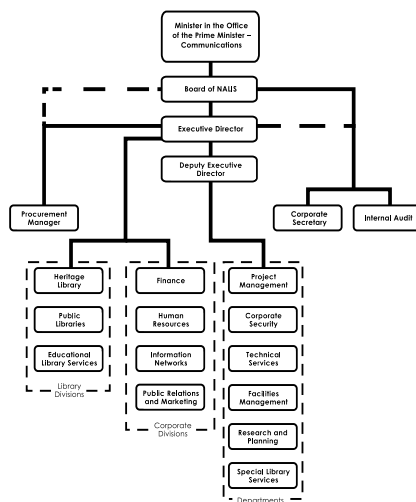 Minister in the Office
of the Prime Minister –
Communications
Board of NALIS
Executive Director
Deputy Executive
Director
Procurement
Manager
Corporate
Secretary
Internal Audit
Heritage
Library
Public
Libraries
Educational
Library Services
Library
Divisions
Finance
Human
Resources
Information
Networks
Public Relations
and Marketing
Corporate
Divisions
Project
Management
Corporate
Security
Technical
Services
Facilities
Management
Research and
Planning
Special Library
Services
Departments